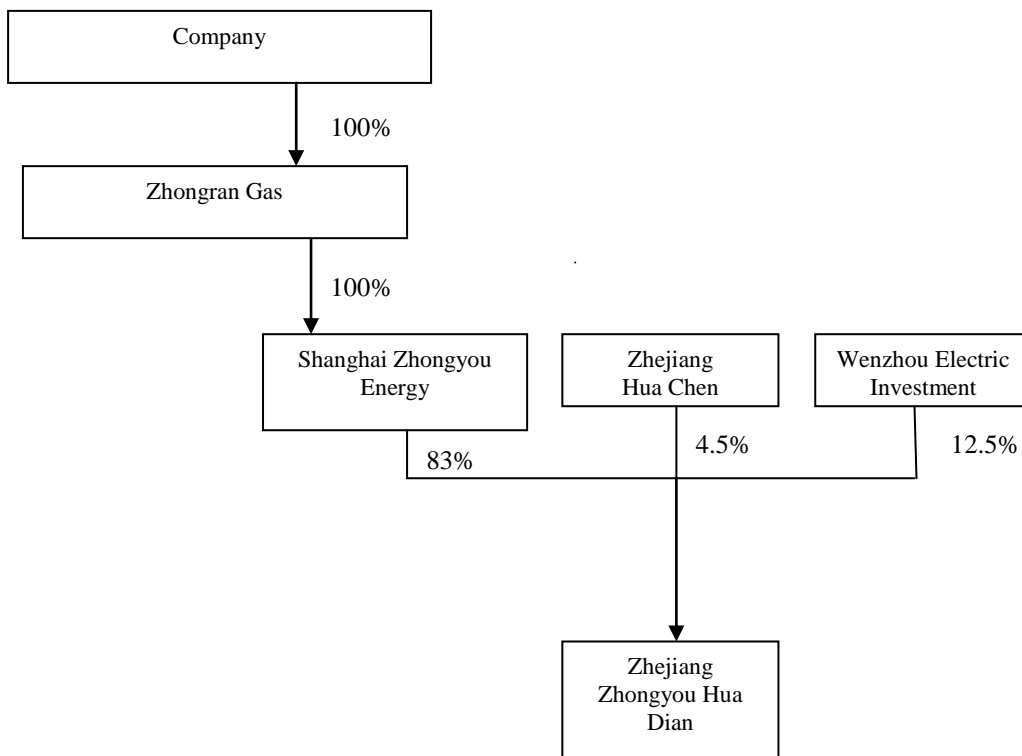 Company
100%
Zhongran Gas
100%
Shanghai Zhongyou
Energy
Zhejiang
Hua Chen
Wenzhou Electric
Investment
83%
4.5%
12.5%
Zhejiang
Zhongyou Hua
Dian